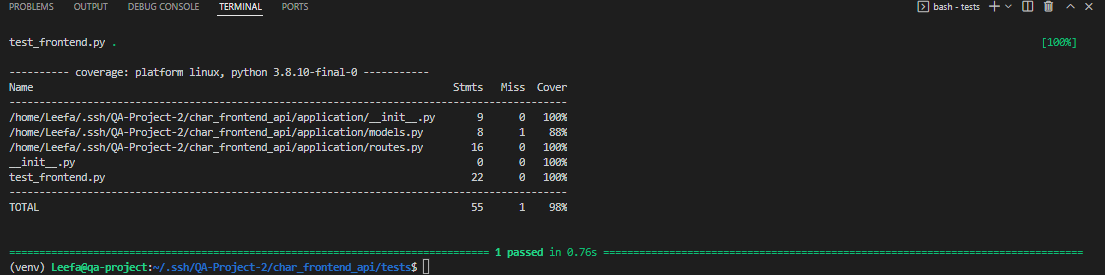 PROBLEMS OUTPUT DEBUG CONSOLE TERMINAL PORTS bash - tests
test_frontend.py . [100%]
---------- coverage: platform linux, python 3.8.10-final-0 -----------
Name Stmts Miss Cover
---------------------------------------------------------------------------------------------
/home/Leefa/.ssh/QA-Project-2/char_frontend_api/application/__init__.py 9 0 100%
/home/Leefa/.ssh/QA-Project-2/char_frontend_api/application/models.py 8 1 88%
/home/Leefa/.ssh/QA-Project-2/char_frontend_api/application/routes.py 16 0 100%
__init__.py 0 0 100%
test_frontend.py 22 0 100%
---------------------------------------------------------------------------------------------
TOTAL 55 1 98%
================================================================================ 1 passed in 0.76s ================================================================================
(venv) Leefa@qa-project:~/.ssh/QA-Project-2/char_frontend_api/tests$